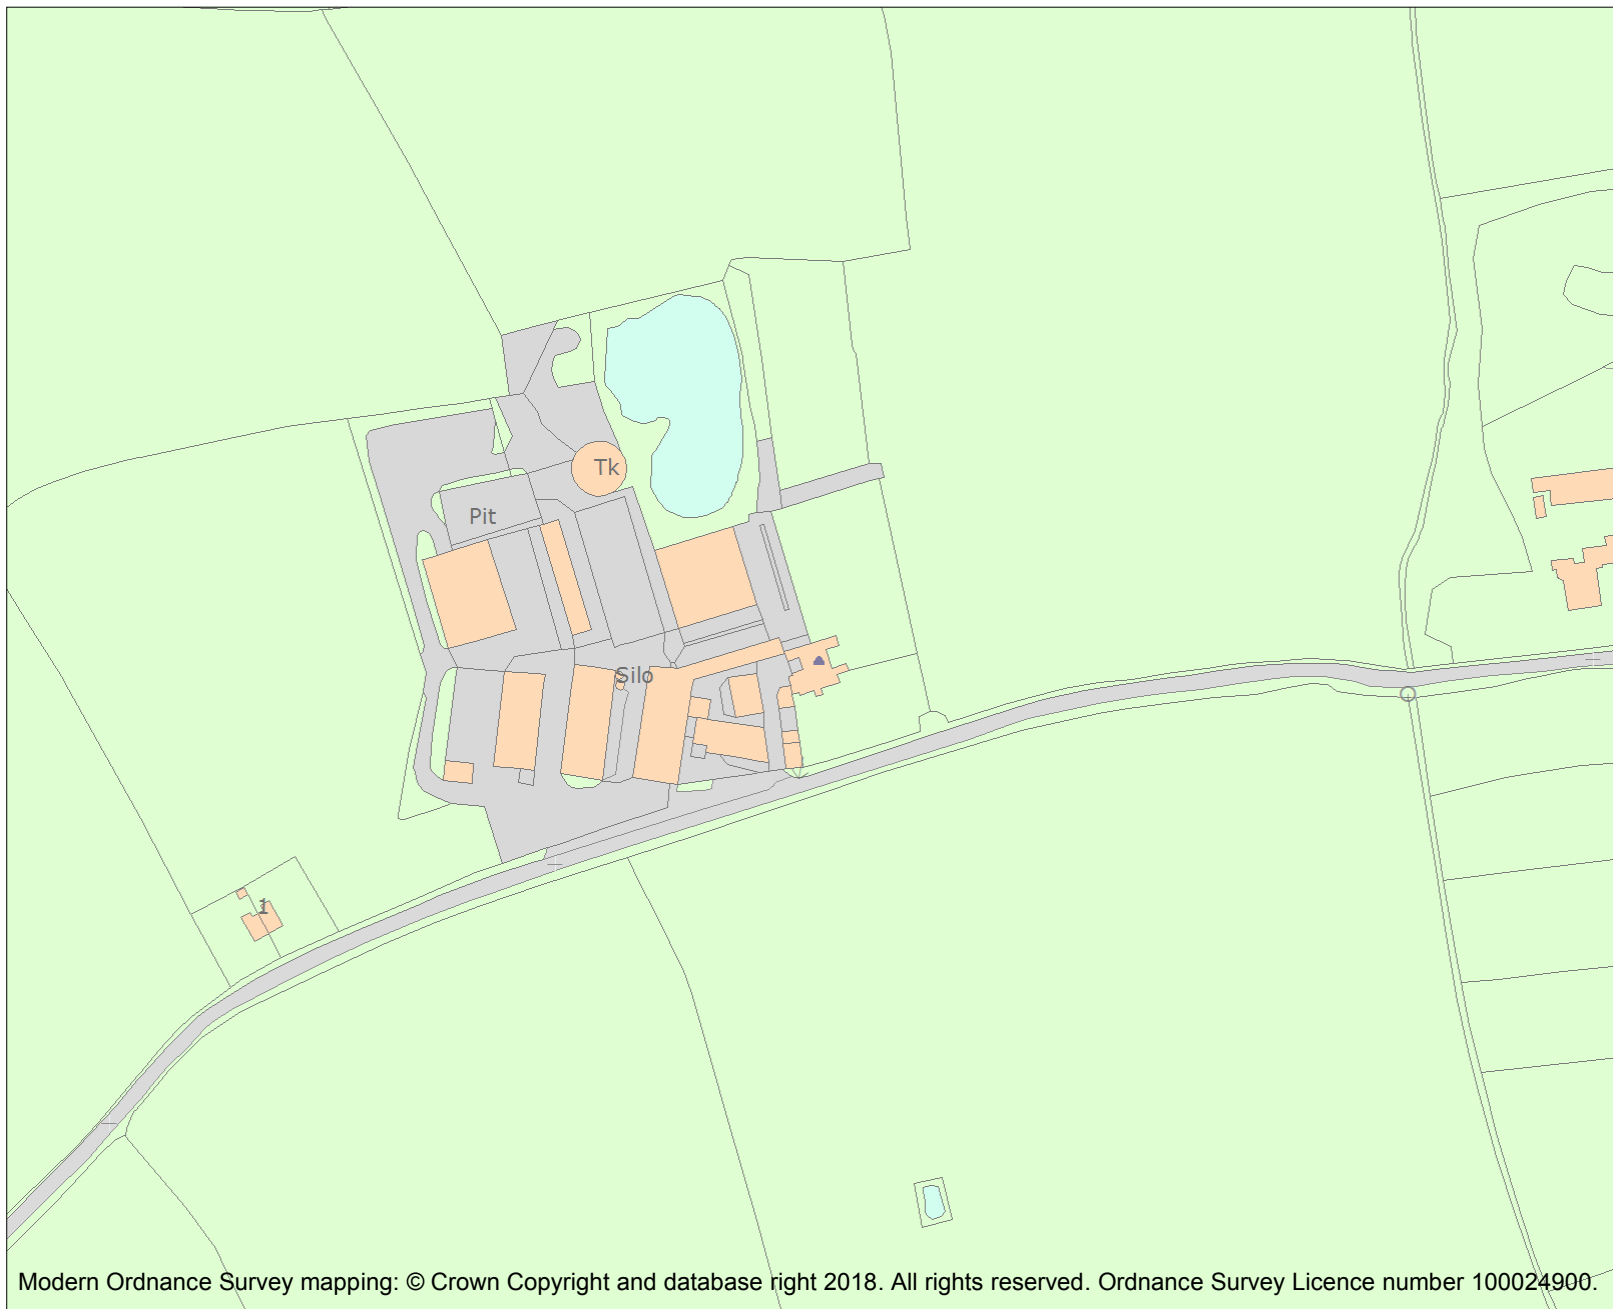 Tk
Pit
Silo
1
Modern Ordnance Survey mapping: © Crown Copyright and database right 2018. All rights reserved. Ordnance Survey Licence number 100024900.